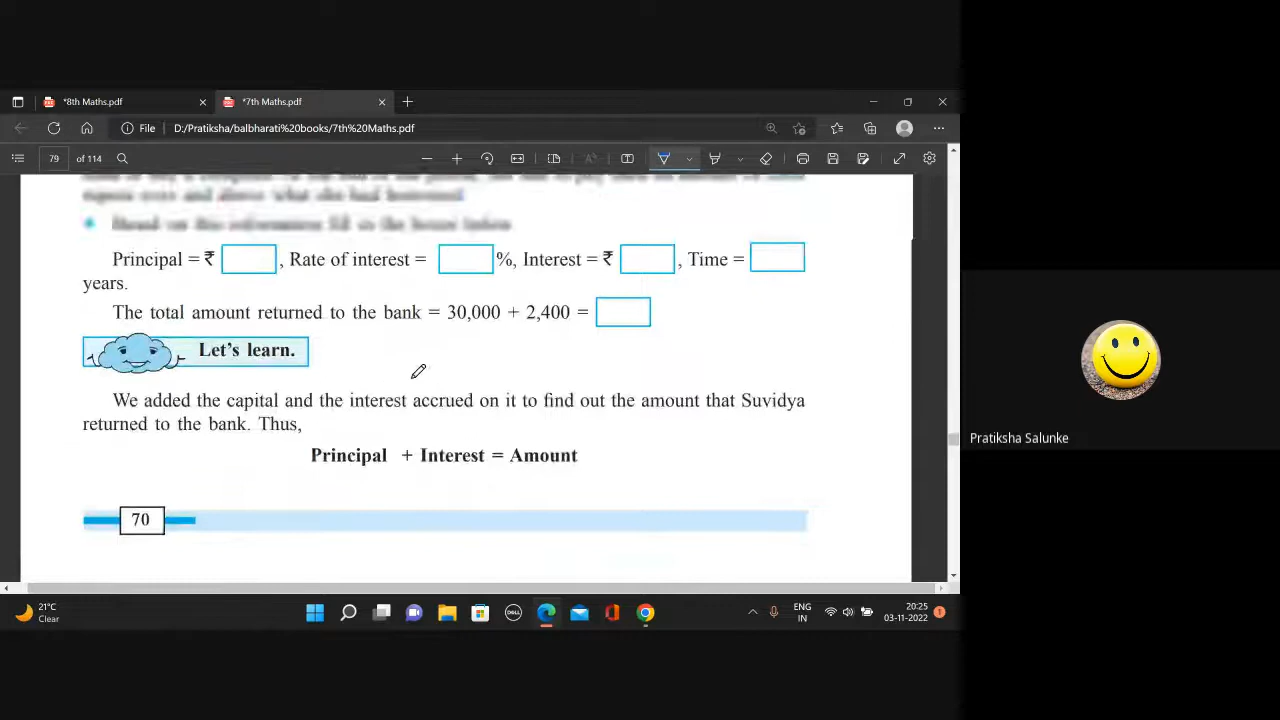 *8th Maths.pdf
*7th Maths.pdf
File D:/Pratiksha/balbharati%20books/7th%20Maths.pdf
79 of 114
Principal = ₹ , Rate of interest = %, Interest = ₹ , Time =
years.
The total amount returned to the bank = 30,000 + 2,400 =
Let's learn.
We added the capital and the interest accrued on it to find out the amount that Suvidya
returned to the bank. Thus,
Principal + Interest = Amount
70
Pratiksha Salunke
21°C
Clear
DELL
ENG
IN
20:25
03-11-2022
1